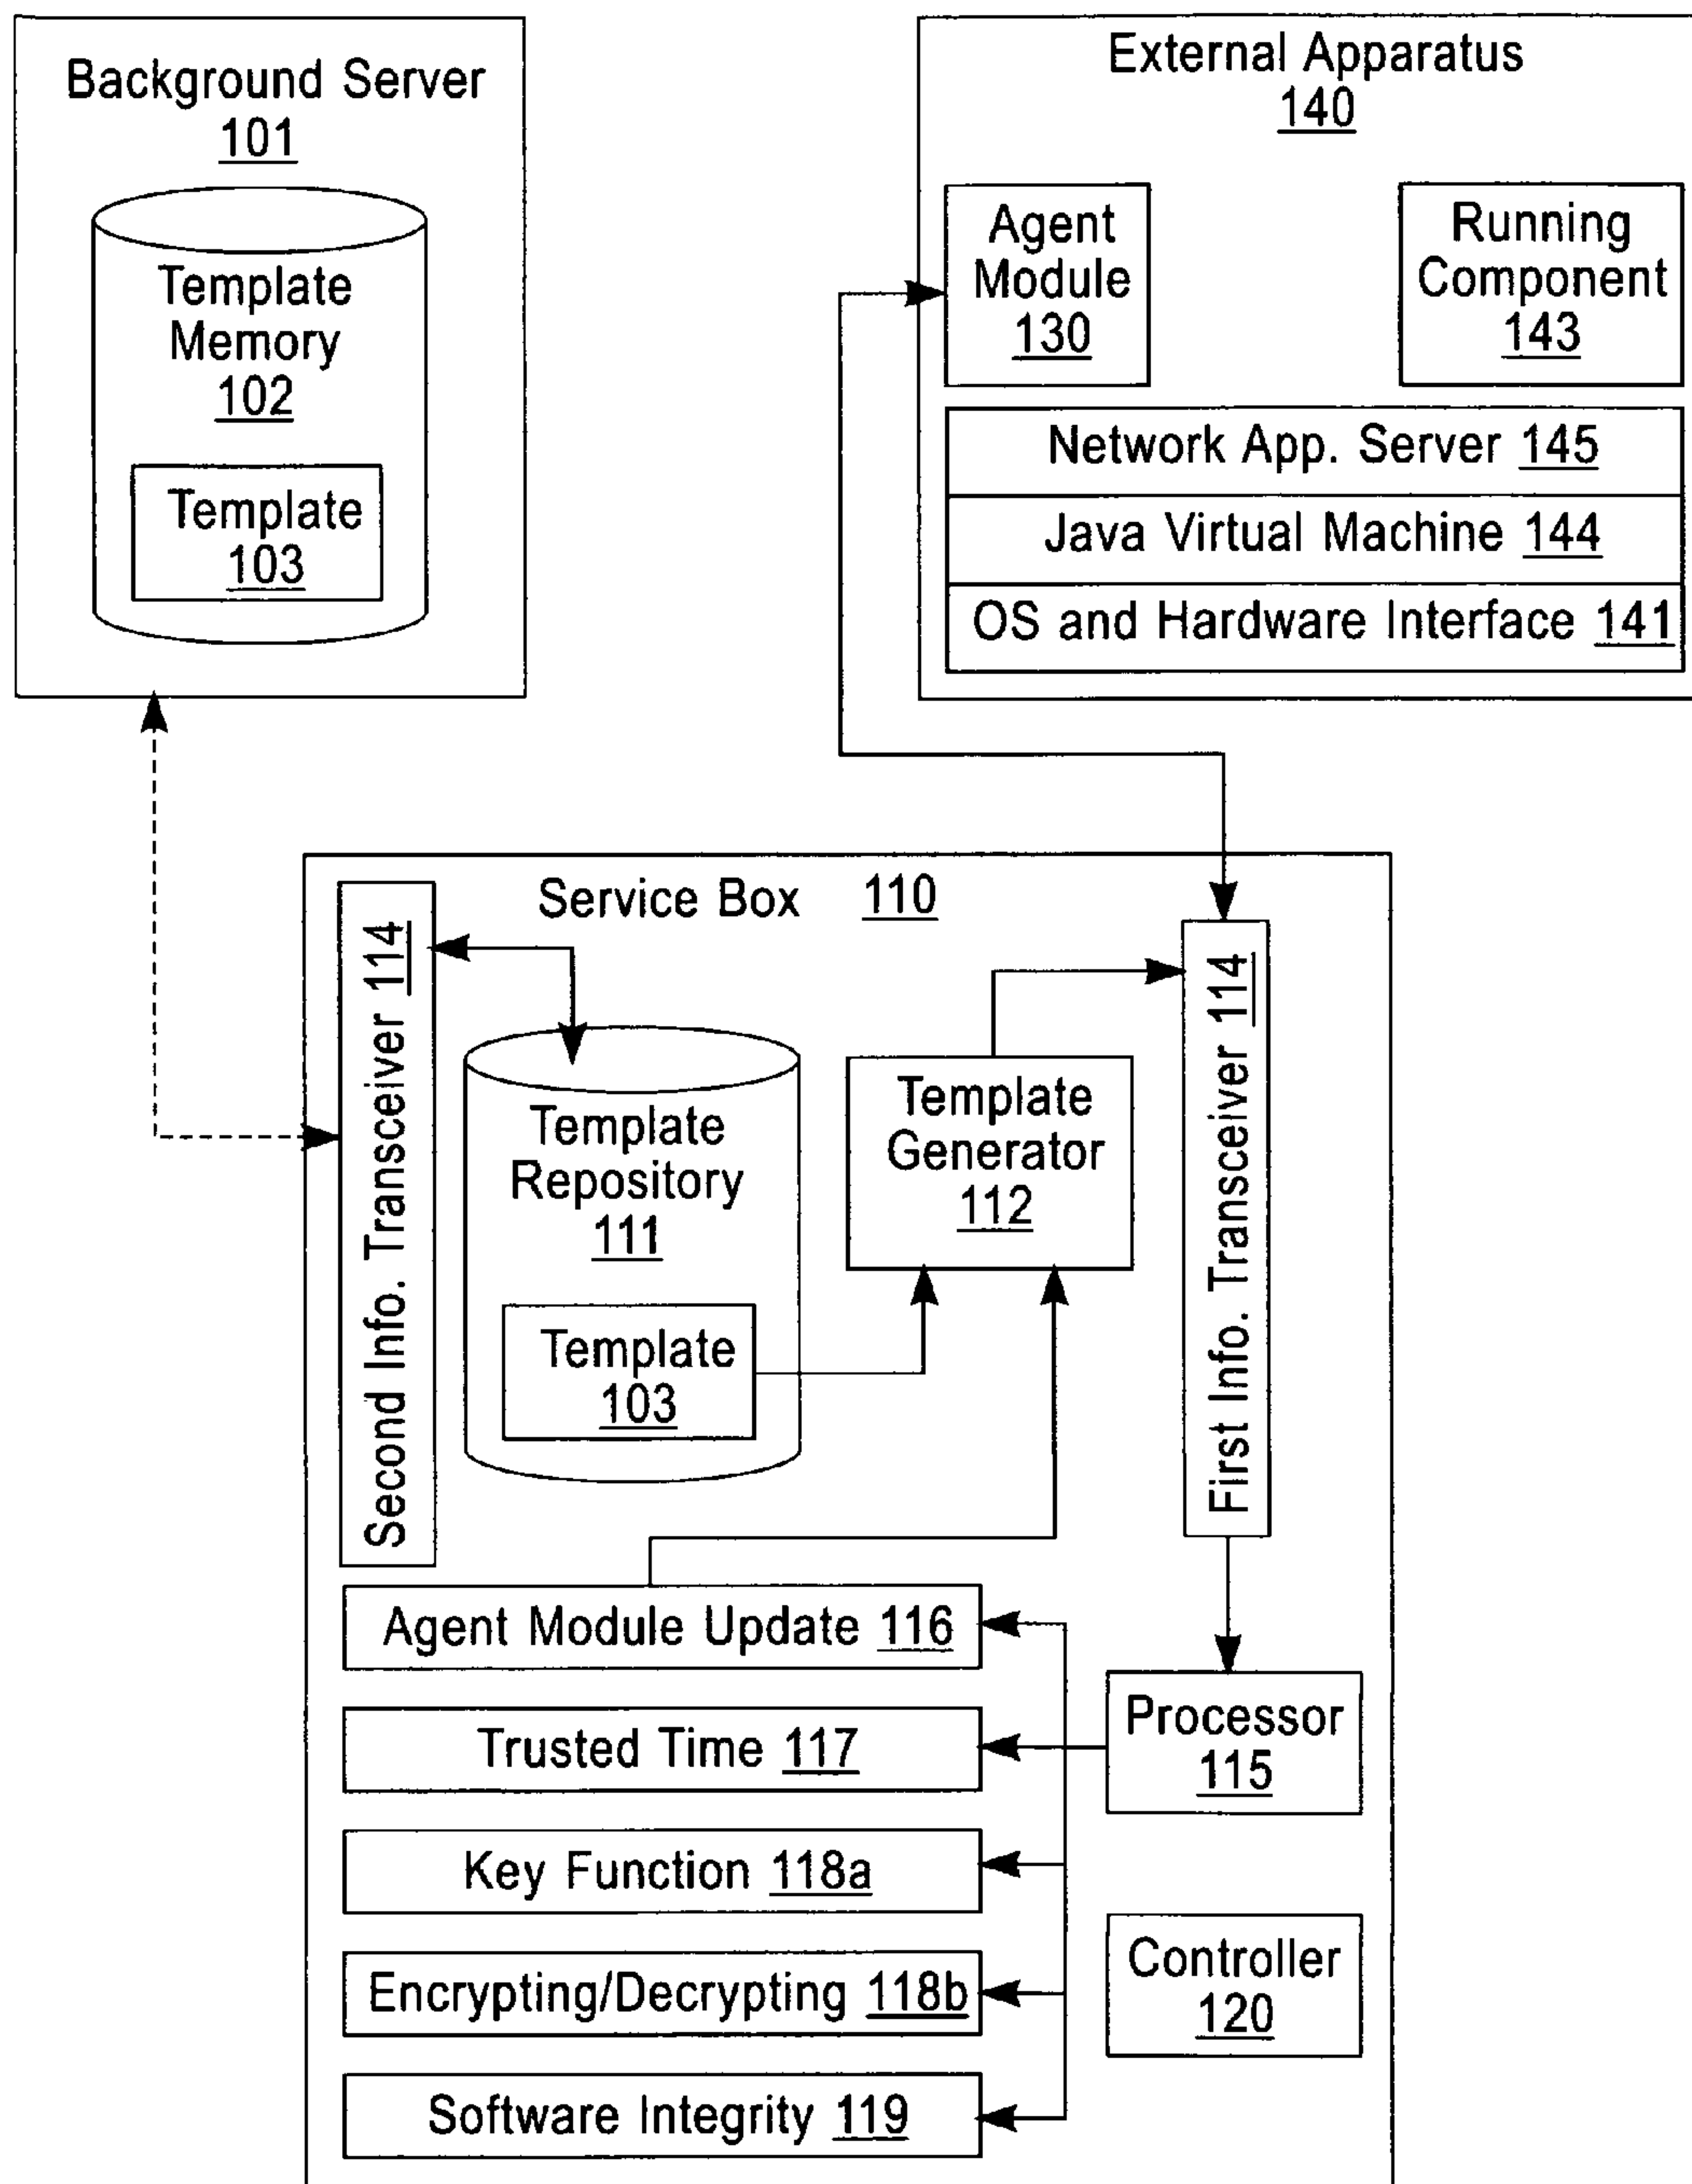 Background Server
101
Template
Memory
102
Template
103
External Apparatus
140
Agent
Module
130
Running
Component
143
Network App. Server 145
Java Virtual Machine 144
OS and Hardware Interface 141
Service Box 110
Second Info. Transceiver 114
Template
Repository
111
Template
103
Template
Generator
112
First Info. Transceiver 114
Agent Module Update 116
Trusted Time 117
Key Function 118a
Encrypting/Decrypting 118b
Software Integrity 119
Processor
115
Controller
120